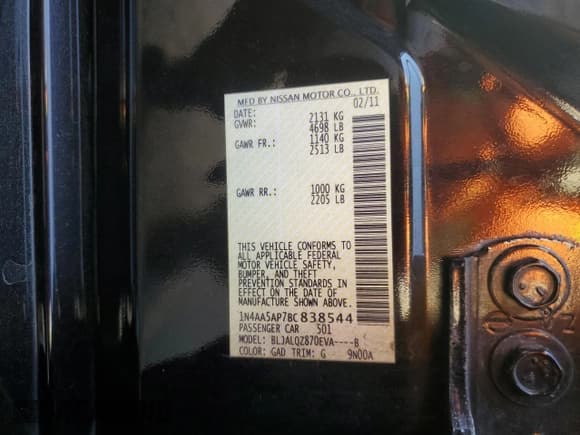 MFD BY NISSAN MOTOR CO., LTD.
DATE: 02/11
GVWR: 2131 KG
4698 LB
GAWR FR.: 1140 KG
2513 LB
GAWR RR.: 1000 KG
2205 LB
THIS VEHICLE CONFORMS TO
ALL APPLICABLE FEDERAL
MOTOR VEHICLE SAFETY,
BUMPER, AND THEFT
PREVENTION STANDARDS IN
EFFECT ON THE DATE OF
MANUFACTURE SHOWN ABOVE.
1N4AA5AP7BC838544
PASSENGER CAR S01
MODEL: BLJALQZ870EVA----B
COLOR: GAD TRIM: G 9N00A